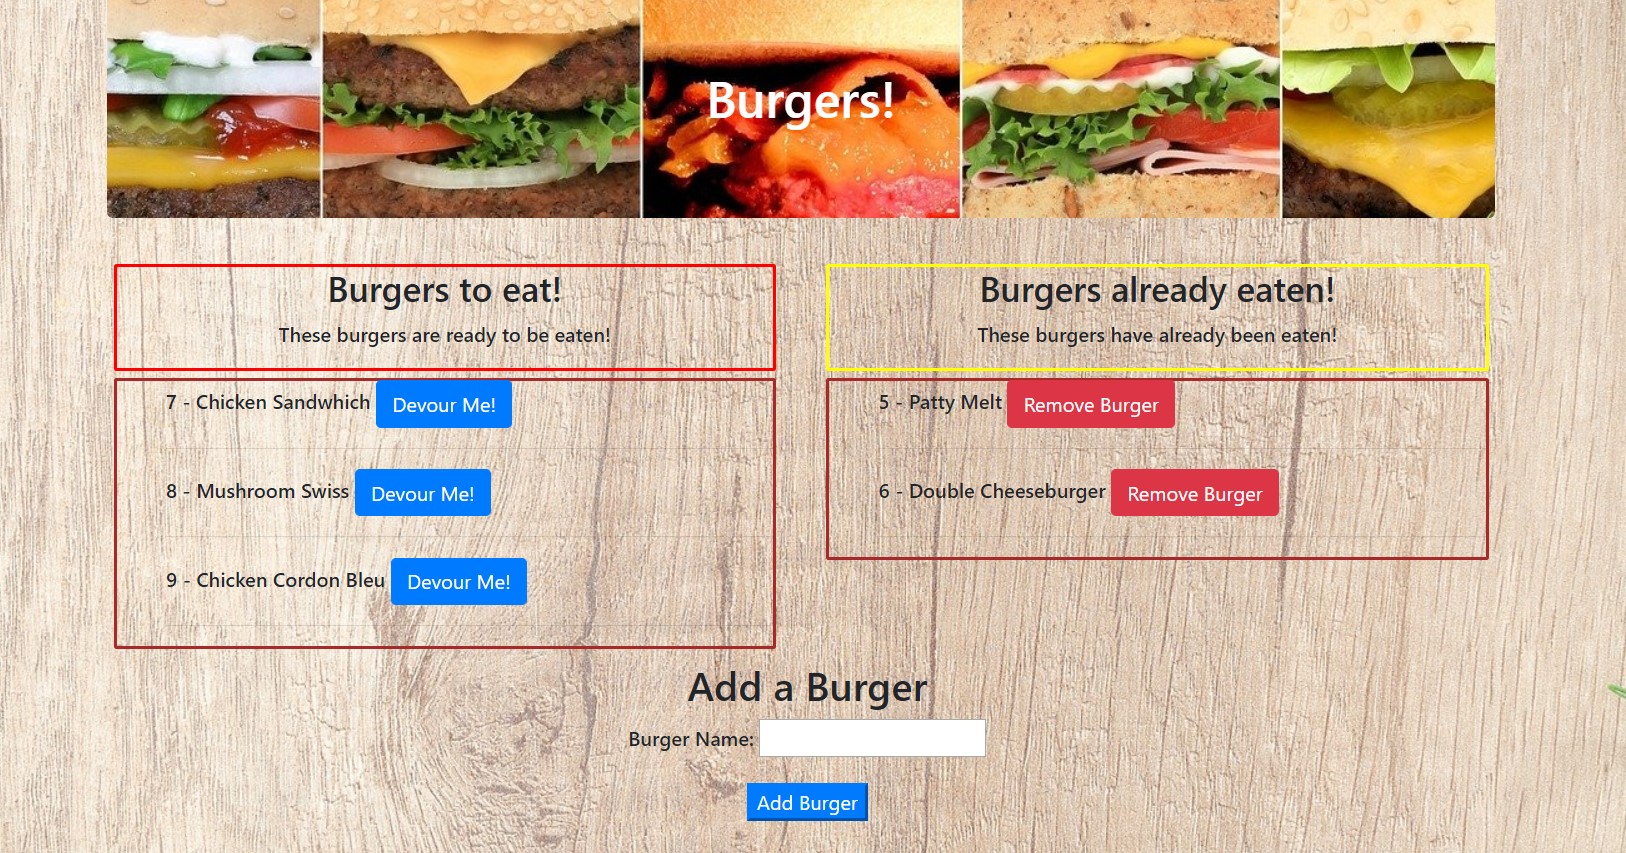 Burgers!
Burgers to eat!
These burgers are ready to be eaten!
7 - Chicken Sandwhich Devour Me!
8 - Mushroom Swiss Devour Me!
9 - Chicken Cordon Bleu Devour Me!
Burgers already eaten!
These burgers have already been eaten!
5 - Patty Melt Remove Burger
6 - Double Cheeseburger Remove Burger
Add a Burger
Burger Name:
Add Burger